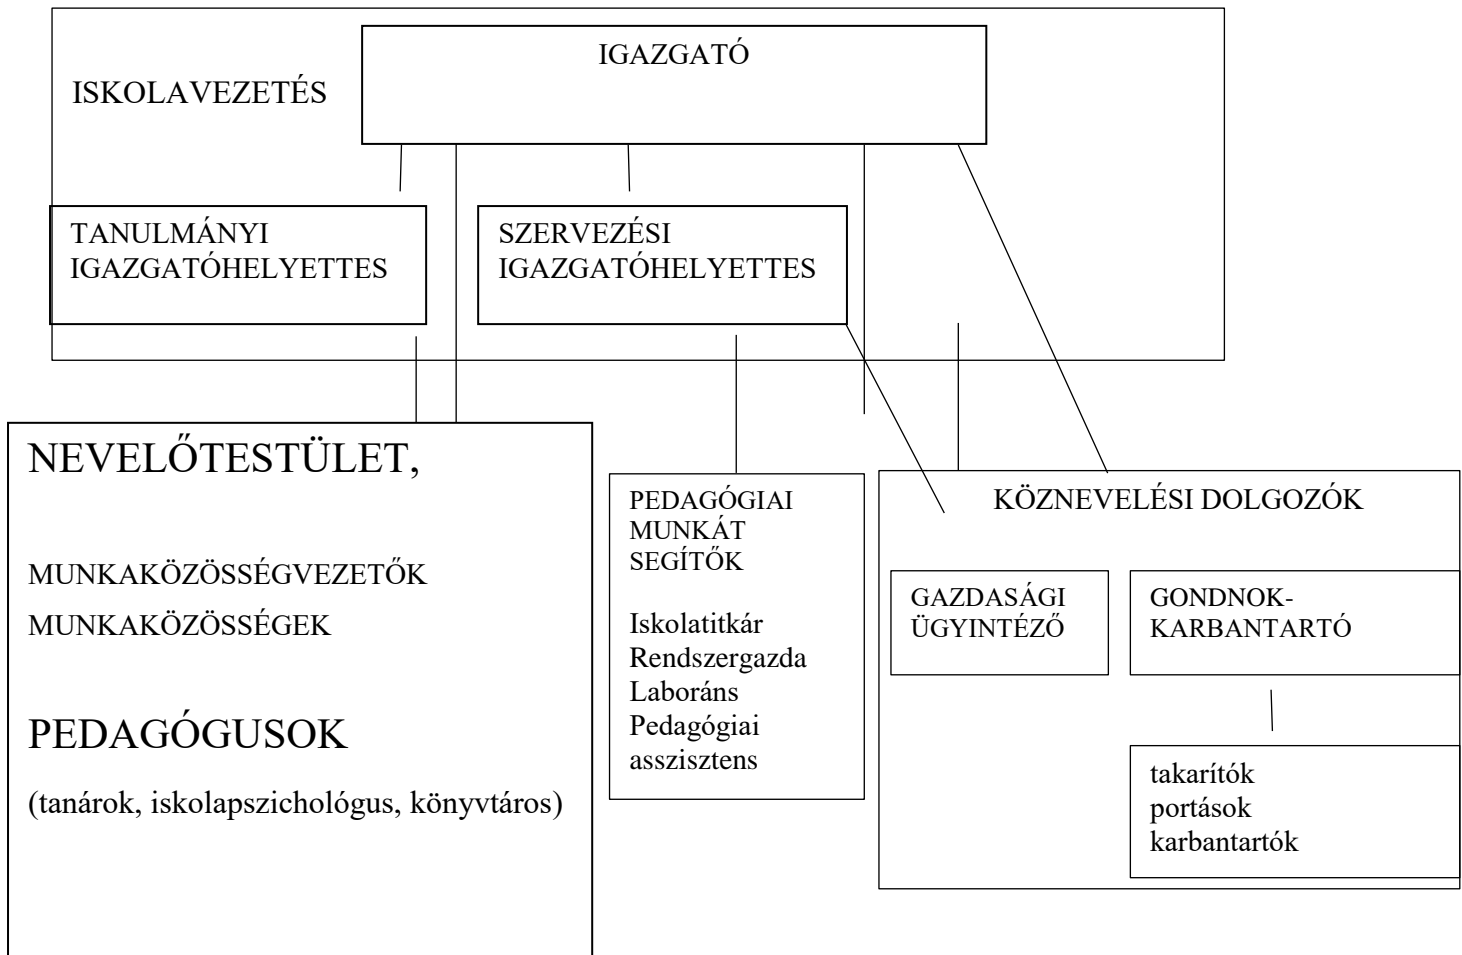 IGAZGATÓ
ISKOLAVEZETÉS
TANULMÁNYI
IGAZGATÓHELYETTES
SZERVEZÉSI
IGAZGATÓHELYETTES
NEVELŐTESTÜLET,
MUNKAKÖZÖSSÉGVEZETŐK
MUNKAKÖZÖSSÉGEK
PEDAGÓGUSOK
(tanárok, iskolapszichológus, könyvtáros)
PEDAGÓGIAI
MUNKÁT
SEGÍTŐK
Iskolatitkár
Rendszergazda
Laboráns
Pedagógiai
asszisztens
KÖZNEVELÉSI DOLGOZÓK
GAZDASÁGI
ÜGYINTÉZŐ
GONDNOK-
KARBANTARTÓ
takarítók
portások
karbantartók